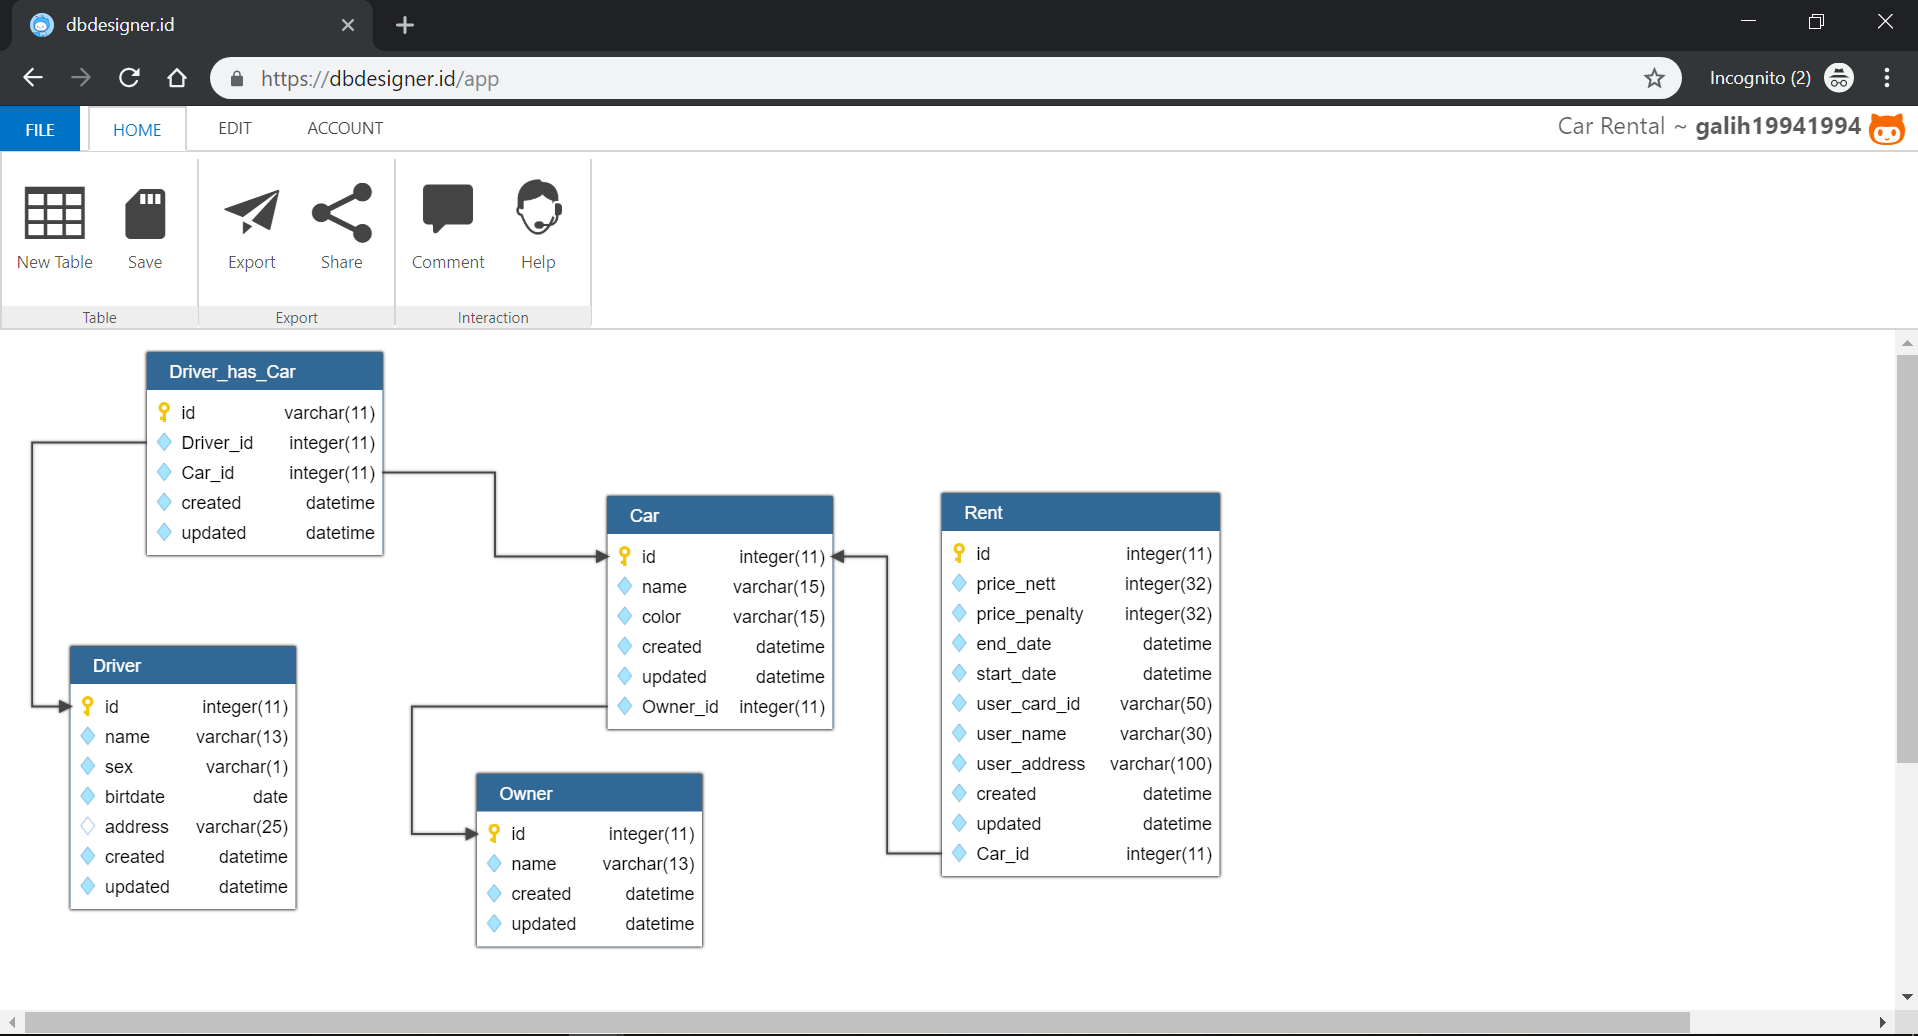 dbdesigner.id
https://dbdesigner.id/app
Incognito (2)
FILE HOME EDIT ACCOUNT
Car Rental ~ galih19941994
New Table Save Export Share Comment Help
Table Export Interaction
Driver_has_Car
id varchar(11)
Driver_id integer(11)
Car_id integer(11)
created datetime
updated datetime
Driver
id integer(11)
name varchar(13)
sex varchar(1)
birtdate date
address varchar(25)
created datetime
updated datetime
Car
id integer(11)
name varchar(15)
color varchar(15)
created datetime
updated datetime
Owner_id integer(11)
Owner
id integer(11)
name varchar(13)
created datetime
updated datetime
Rent
id integer(11)
price_nett integer(32)
price_penalty integer(32)
end_date datetime
start_date datetime
user_card_id varchar(50)
user_name varchar(30)
user_address varchar(100)
created datetime
updated datetime
Car_id integer(11)